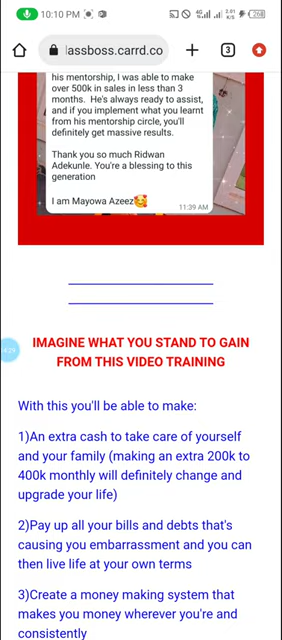 10:10 PM
4G
2.01
K/S
268
lassboss.carrd.co
3
his mentorship, I was able to make
over 500k in sales in less than 3
months. He's always ready to assist,
and if you implement what you learnt
from his mentorship circle, you'll
definitely get massive results.
Thank you so much Ridwan
Adekunle. You're a blessing to this
generation
I am Mayowa Azeez🥰
11:39 AM
IMAGINE WHAT YOU STAND TO GAIN
FROM THIS VIDEO TRAINING
With this you'll be able to make:
1)An extra cash to take care of yourself
and your family (making an extra 200k to
400k monthly will definitely change and
upgrade your life)
2)Pay up all your bills and debts that's
causing you embarrassment and you can
then live life at your own terms
3)Create a money making system that
makes you money wherever you're and
consistently